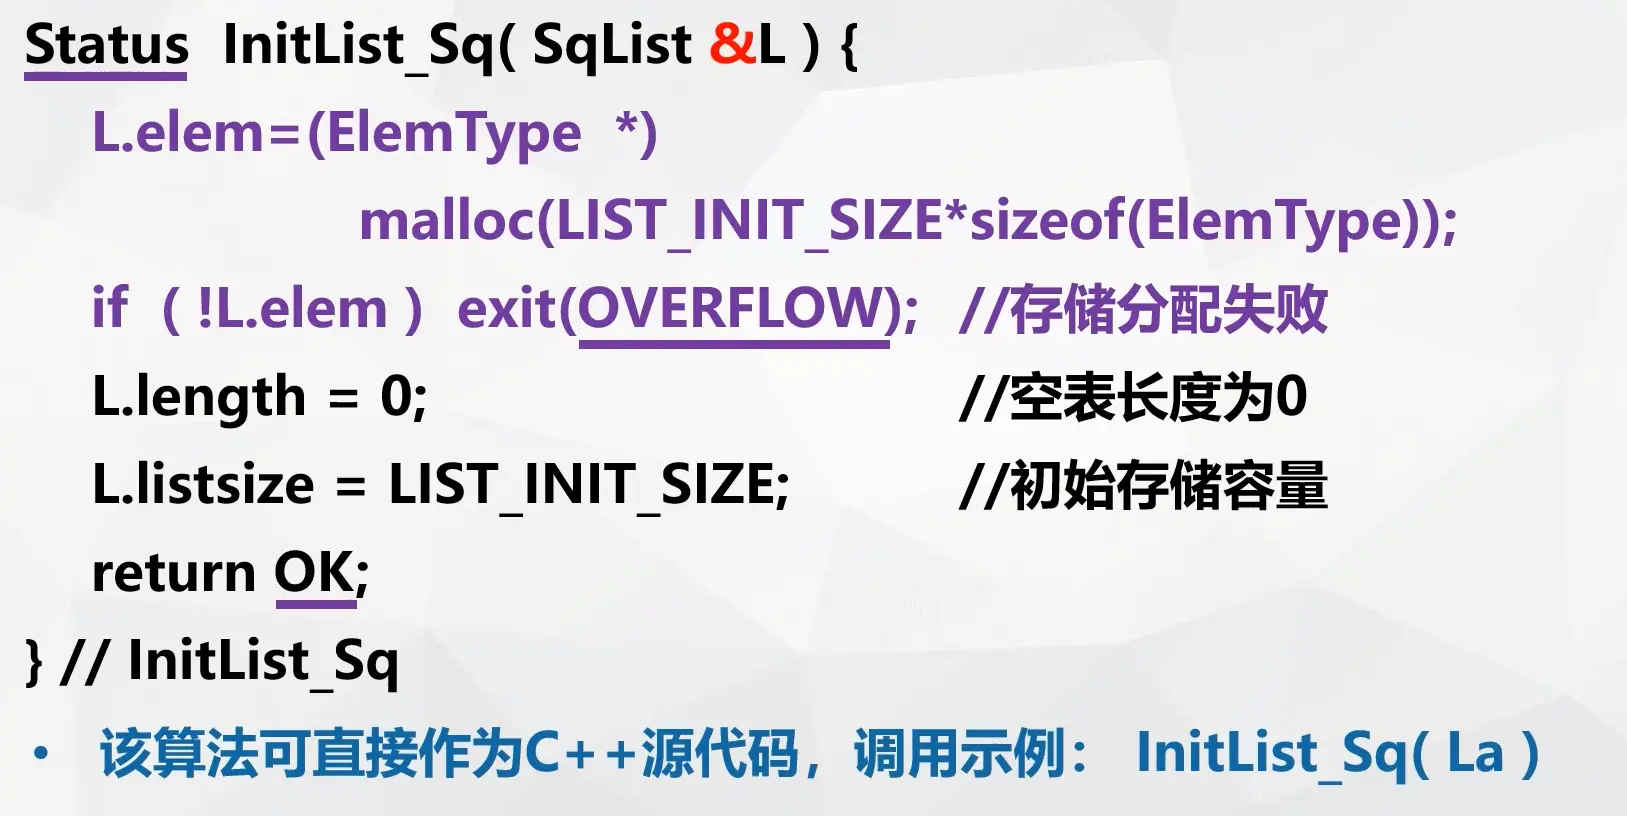 Status InitList_Sq( SqList &L ) {
L.elem=(ElemType *)
malloc(LIST_INIT_SIZE*sizeof(ElemType));
if ( !L.elem ) exit(OVERFLOW); //存储分配失败
L.length = 0; //空表长度为0
L.listsize = LIST_INIT_SIZE; //初始存储容量
return OK;
} // InitList_Sq
• 该算法可直接作为C++源代码，调用示例： InitList_Sq( La )